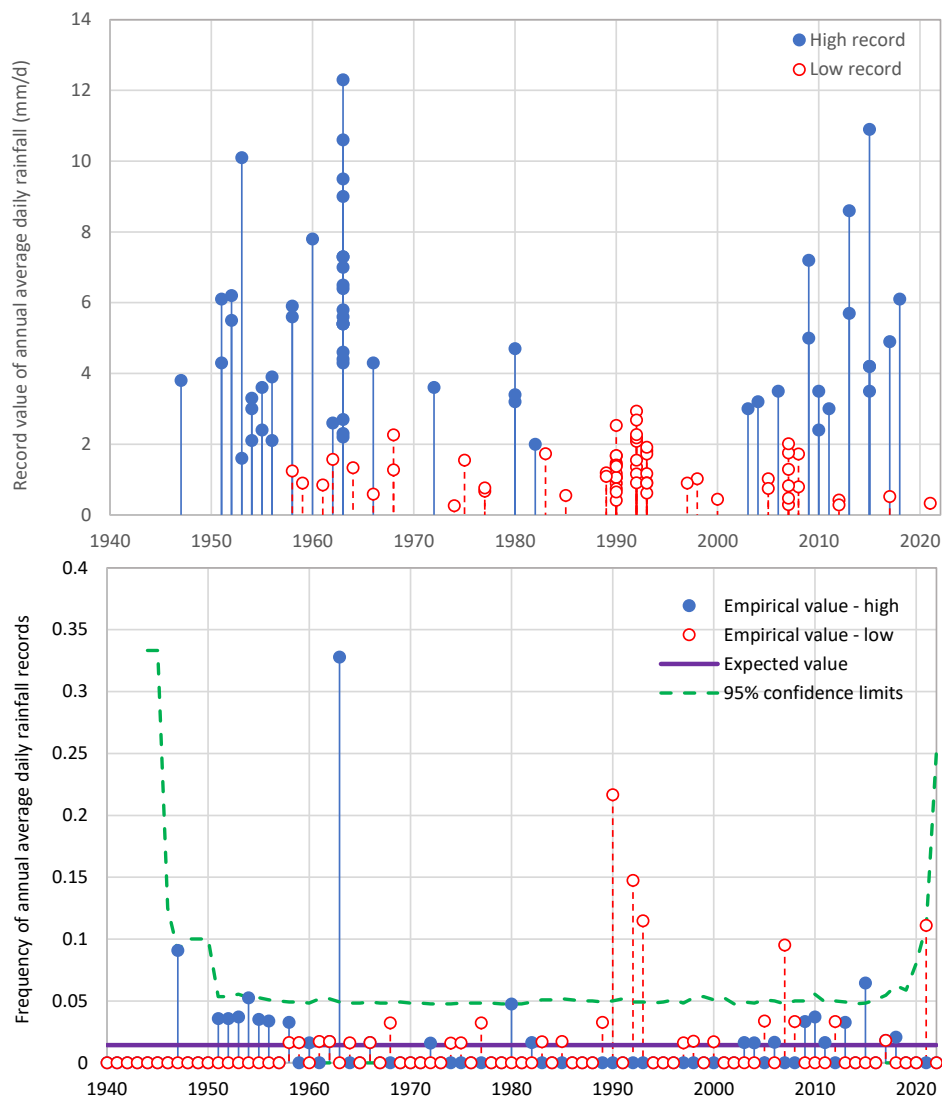 Record value of annual average daily rainfall (mm/d)
14
12
10
8
6
4
2
0
High record
Low record
1940 1950 1960 1970 1980 1990 2000 2010 2020
Frequency of annual average daily rainfall records
0.4
0.35
0.3
0.25
0.2
0.15
0.1
0.05
0
Empirical value - high
Empirical value - low
Expected value
95% confidence limits
1940 1950 1960 1970 1980 1990 2000 2010 2020